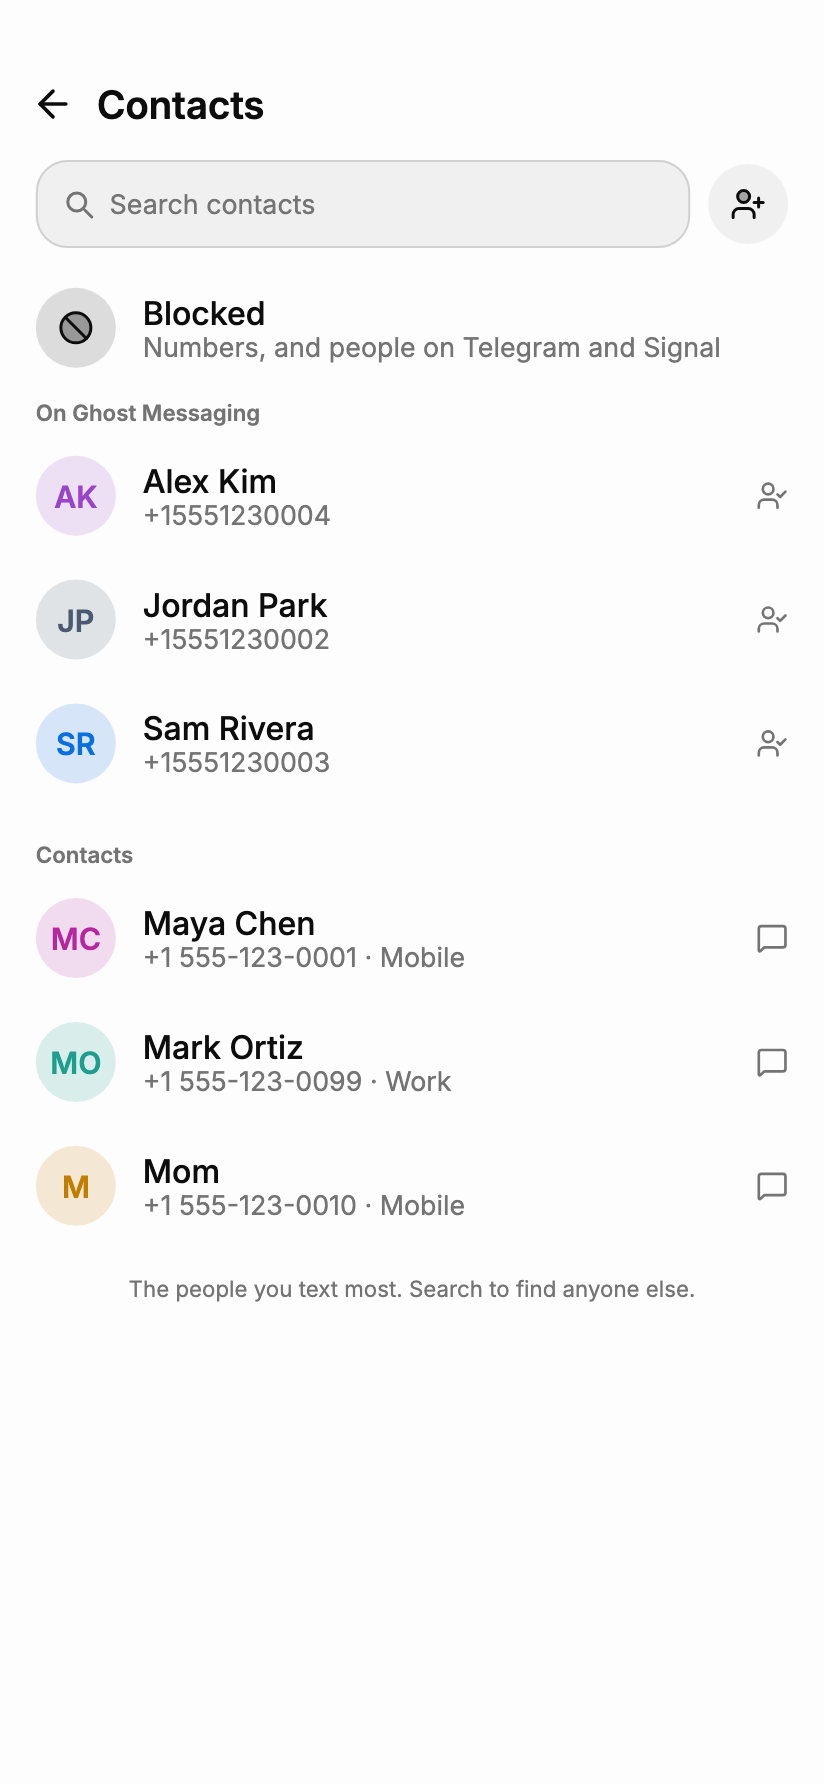 Contacts
Search contacts
Blocked
Numbers, and people on Telegram and Signal
On Ghost Messaging
AK
Alex Kim
+15551230004
JP
Jordan Park
+15551230002
SR
Sam Rivera
+15551230003
Contacts
MC
Maya Chen
+1 555-123-0001 · Mobile
MO
Mark Ortiz
+1 555-123-0099 · Work
M
Mom
+1 555-123-0010 · Mobile
The people you text most. Search to find anyone else.